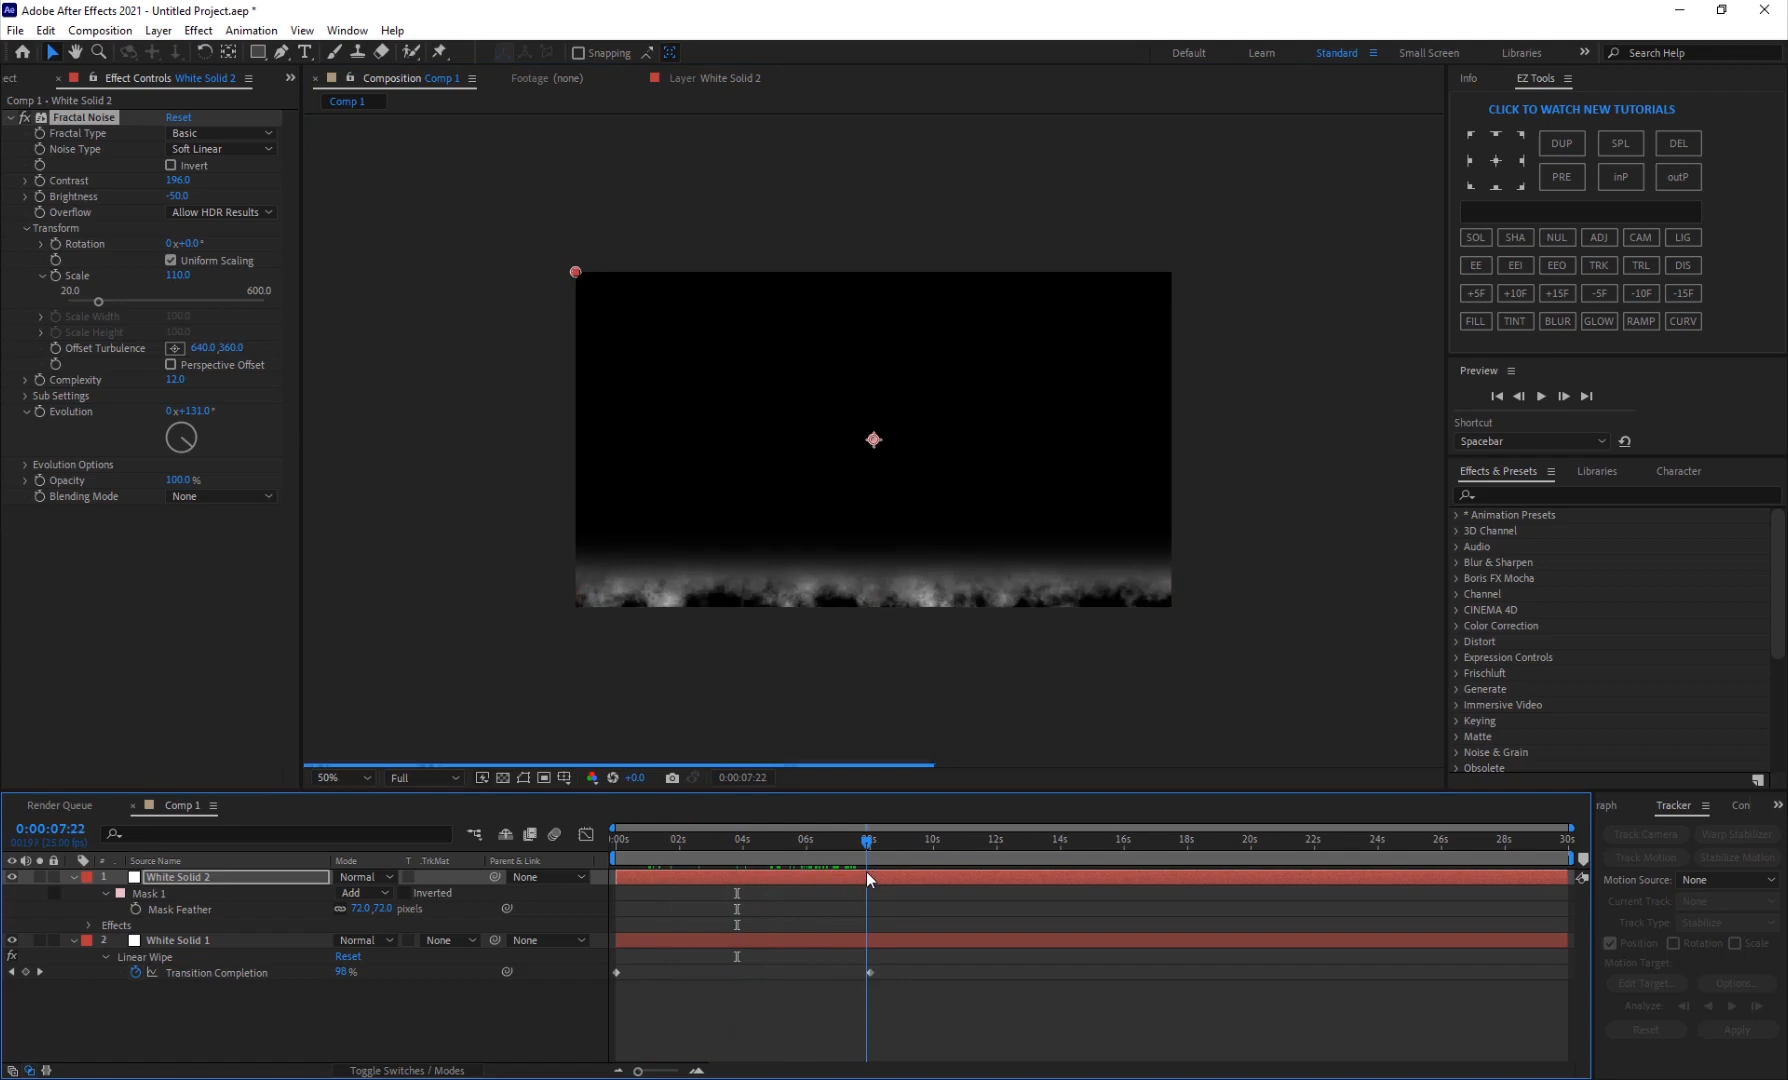 Ae Adobe After Effects 2021 - Untitled Project.aep *
File Edit Composition Layer Effect Animation View Window Help
Snapping Default Learn Standard Small Screen Libraries Search Help
ect Effect Controls White Solid 2
Comp 1 • White Solid 2
fx Fractal Noise Reset
Fractal Type Basic
Noise Type Soft Linear
Invert
Contrast 196.0
Brightness -50.0
Overflow Allow HDR Results
Transform
Rotation 0x+0.0°
Uniform Scaling
Scale 110.0
20.0 600.0
Scale Width 100.0
Scale Height 100.0
Offset Turbulence 640.0,360.0
Perspective Offset
Complexity 12.0
Sub Settings
Evolution 0x+131.0°
Evolution Options
Opacity 100.0%
Blending Mode None
Composition Comp 1 Footage (none) Layer White Solid 2
Comp 1
50% Full +0.0 0:00:07:22
Info EZ Tools
CLICK TO WATCH NEW TUTORIALS
DUP SPL DEL
PRE inP outP
SOL SHA NUL ADJ CAM LIG
EE EEI EEO TRK TRL DIS
+5F +10F +15F -5F -10F -15F
FILL TINT BLUR GLOW RAMP CURV
Preview
Shortcut
Spacebar
Effects & Presets Libraries Character
* Animation Presets
3D Channel
Audio
Blur & Sharpen
Boris FX Mocha
Channel
CINEMA 4D
Color Correction
Distort
Expression Controls
Frischluft
Generate
Immersive Video
Keying
Matte
Noise & Grain
Obsolete
Render Queue Comp 1
0:00:07:22
(25.00 fps)
:00s 02s 04s 06s 10s 12s 14s 16s 18s 20s 22s 24s 26s 28s 30s
# Source Name Mode T .TrkMat Parent & Link
1 White Solid 2 Normal None
Mask 1 Add Inverted
Mask Feather 72.0,72.0 pixels
Effects
2 White Solid 1 Normal None None
fx Linear Wipe Reset
Transition Completion 98%
Toggle Switches / Modes
raph Tracker Con
Track Camera Warp Stabilizer
Track Motion Stabilize Motion
Motion Source: None
Current Track: None
Track Type: Stabilize
Position Rotation Scale
Motion Target:
Edit Target... Options...
Analyze:
Reset Apply